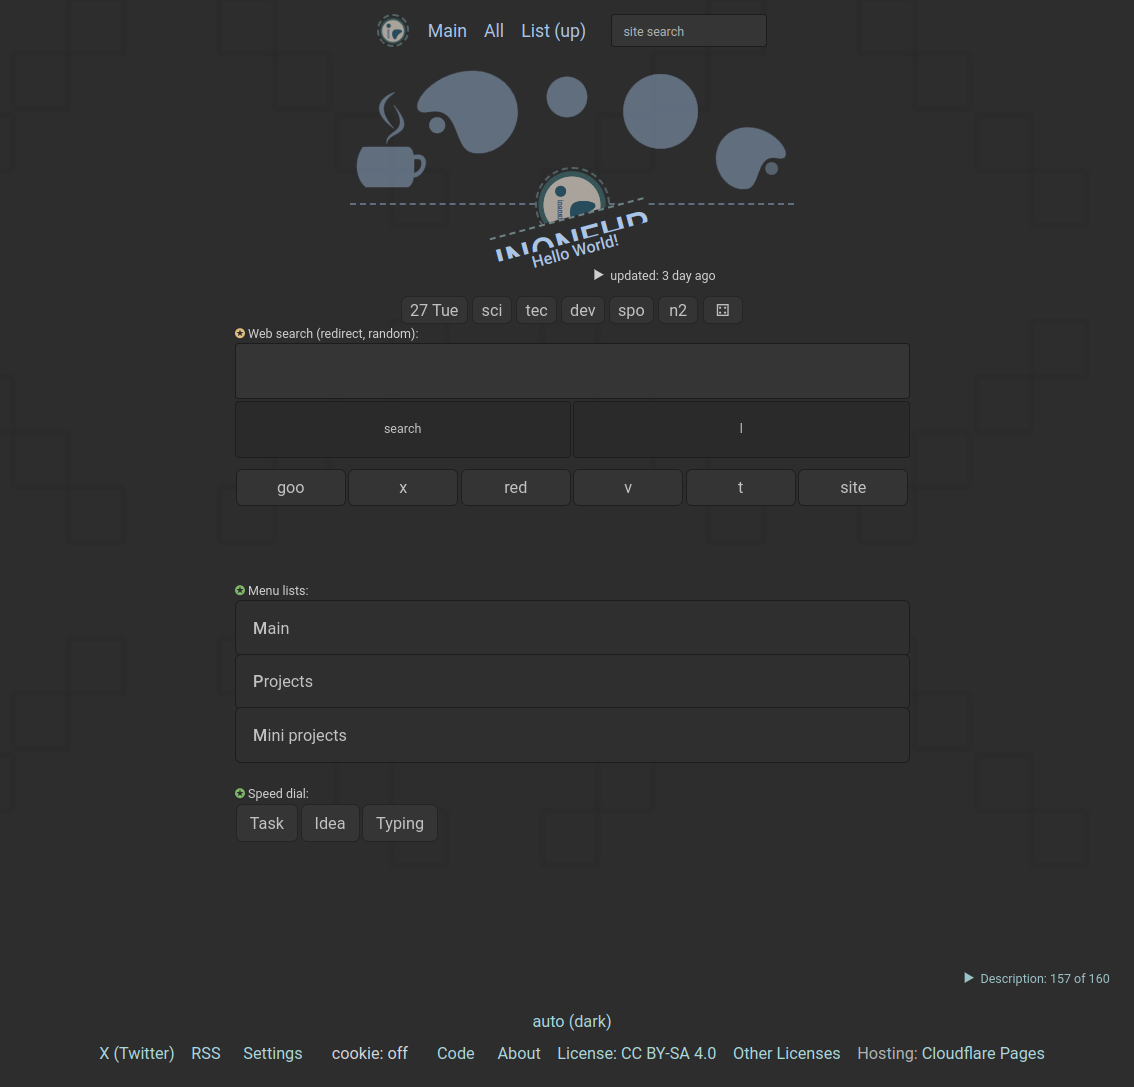 Main All List (up) site search
Hello World!
▶ updated: 3 day ago
27 Tue sci tec dev spo n2 ⚃
Web search (redirect, random):
search l
goo x red v t site
Menu lists:
Main
Projects
Mini projects
Speed dial:
Task Idea Typing
▶ Description: 157 of 160
auto (dark)
X (Twitter) RSS Settings cookie: off Code About License: CC BY-SA 4.0 Other Licenses Hosting: Cloudflare Pages